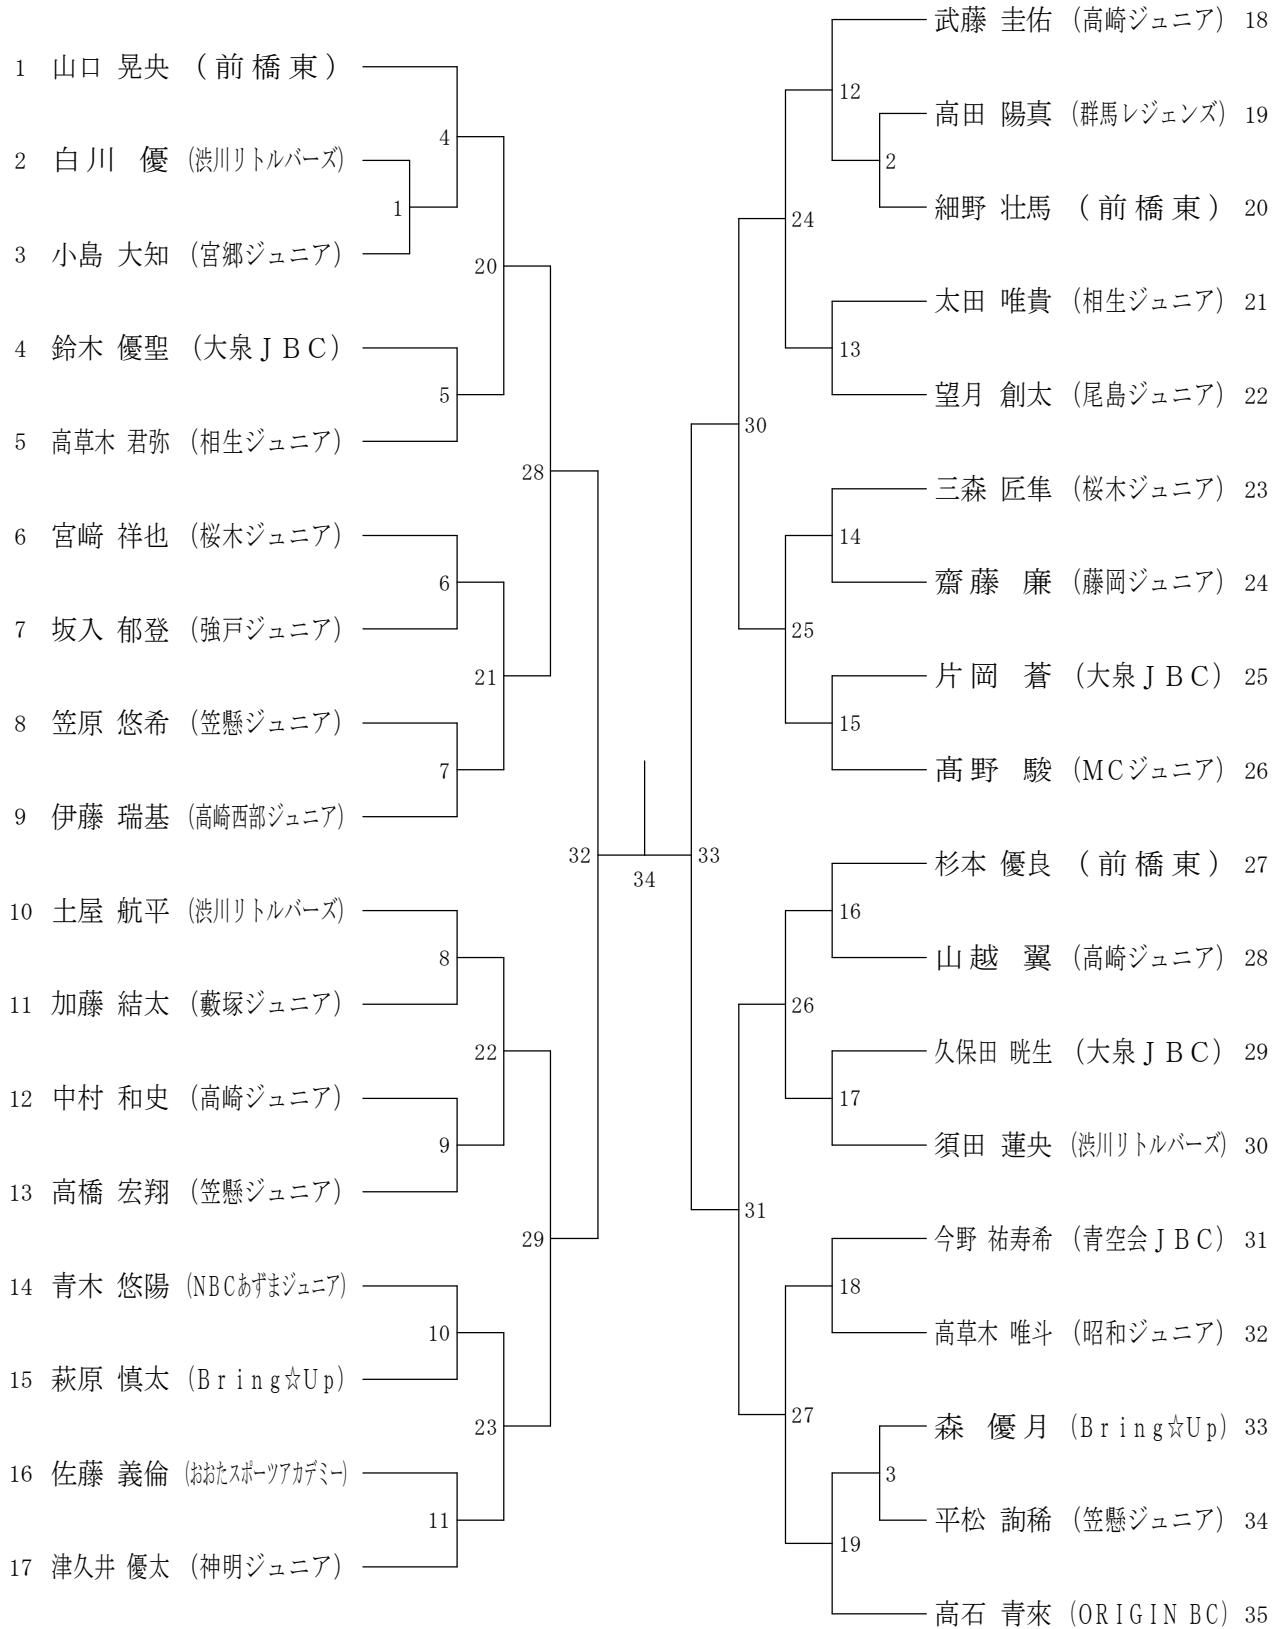 1 山口 晃央 (前橋東)
2 白川 優 (渋川リトルバーズ)
3 小島 大知 (宮郷ジュニア)
4 鈴木 優聖 (大泉ＪＢＣ)
5 高草木 君弥 (相生ジュニア)
6 宮﨑 祥也 (桜木ジュニア)
7 坂入 郁登 (強戸ジュニア)
8 笠原 悠希 (笠懸ジュニア)
9 伊藤 瑞基 (高崎西部ジュニア)
10 土屋 航平 (渋川リトルバーズ)
11 加藤 結太 (藪塚ジュニア)
12 中村 和史 (高崎ジュニア)
13 高橋 宏翔 (笠懸ジュニア)
14 青木 悠陽 (NBCあずまジュニア)
15 萩原 慎太 (Ｂｒｉｎｇ☆Ｕｐ)
16 佐藤 義倫 (おおたスポーツアカデミー)
17 津久井 優太 (神明ジュニア)
1
4
5
6
7
8
9
10
11
20
21
22
23
28
29
32
34
33
30
31
24
25
26
27
12
2
13
14
15
16
17
18
3
19
武藤 圭佑 (高崎ジュニア) 18
高田 陽真 (群馬レジェンズ) 19
細野 壮馬 (前橋東) 20
太田 唯貴 (相生ジュニア) 21
望月 創太 (尾島ジュニア) 22
三森 匠隼 (桜木ジュニア) 23
齋藤 廉 (藤岡ジュニア) 24
片岡 蒼 (大泉ＪＢＣ) 25
髙野 駿 (MCジュニア) 26
杉本 優良 (前橋東) 27
山越 翼 (高崎ジュニア) 28
久保田 晄生 (大泉ＪＢＣ) 29
須田 蓮央 (渋川リトルバーズ) 30
今野 祐寿希 (青空会ＪＢＣ) 31
高草木 唯斗 (昭和ジュニア) 32
森 優月 (Ｂｒｉｎｇ☆Ｕｐ) 33
平松 詢稀 (笠懸ジュニア) 34
高石 青來 (ORIGIN BC) 35